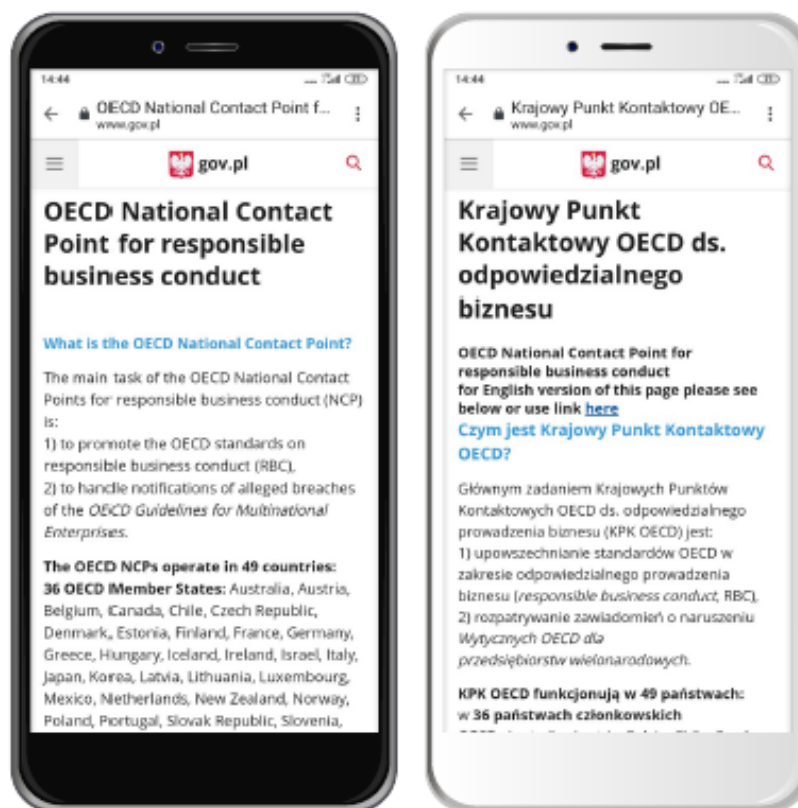 14:44
OECD National Contact Point f...
www.gov.pl
gov.pl
OECD National Contact
Point for responsible
business conduct
What is the OECD National Contact Point?
The main task of the OECD National Contact
Points for responsible business conduct (NCP)
is:
1) to promote the OECD standards on
responsible business conduct (RBC),
2) to handle notifications of alleged breaches
of the OECD Guidelines for Multinational
Enterprises.
The OECD NCPs operate in 49 countries:
36 OECD Member States: Australia, Austria,
Belgium, Canada, Chile, Czech Republic,
Denmark, Estonia, Finland, France, Germany,
Greece, Hungary, Iceland, Ireland, Israel, Italy,
Japan, Korea, Latvia, Lithuania, Luxembourg,
Mexico, Netherlands, New Zealand, Norway,
Poland, Portugal, Slovak Republic, Slovenia,
14:44
Krajowy Punkt Kontaktowy OE...
www.gov.pl
gov.pl
Krajowy Punkt
Kontaktowy OECD ds.
odpowiedzialnego
biznesu
OECD National Contact Point for
responsible business conduct
for English version of this page please see
below or use link here
Czym jest Krajowy Punkt Kontaktowy
OECD?
Głównym zadaniem Krajowych Punktów
Kontaktowych OECD ds. odpowiedzialnego
prowadzenia biznesu (KPK OECD) jest:
1) upowszechnianie standardów OECD w
zakresie odpowiedzialnego prowadzenia
biznesu (responsible business conduct, RBC),
2) rozpatrywanie zawiadomień o naruszeniu
Wytycznych OECD dla
przedsiębiorstw wielonarodowych.
KPK OECD funkcjonują w 49 państwach:
w 36 państwach członkowskich